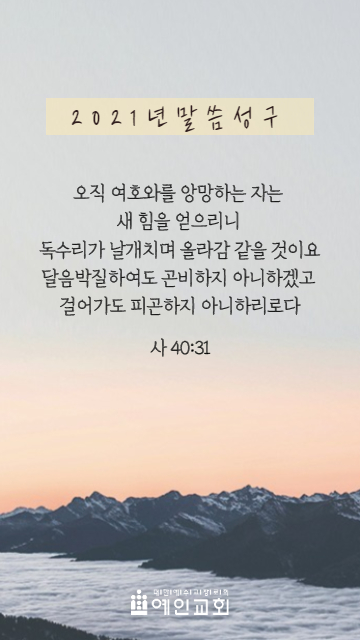 2021년말씀성구
오직 여호와를 앙망하는 자는
새 힘을 얻으리니
독수리가 날개치며 올라감 같을 것이요
달음박질하여도 곤비하지 아니하겠고
걸어가도 피곤하지 아니하리로다
사 40:31
예인교회